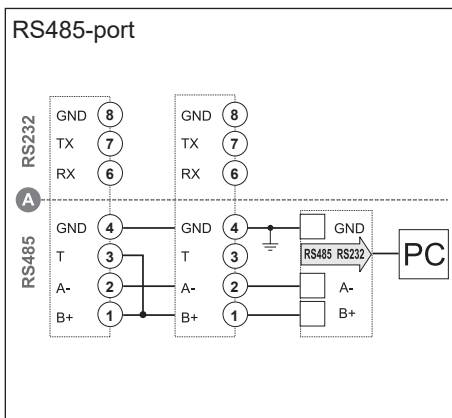 RS485-port
RS232
GND 8
TX 7
RX 6
GND 8
TX 7
RX 6
A
RS485
GND 4
T 3
A- 2
B+ 1
GND 4
T 3
A- 2
B+ 1
GND
RS485 RS232
A-
B+
PC